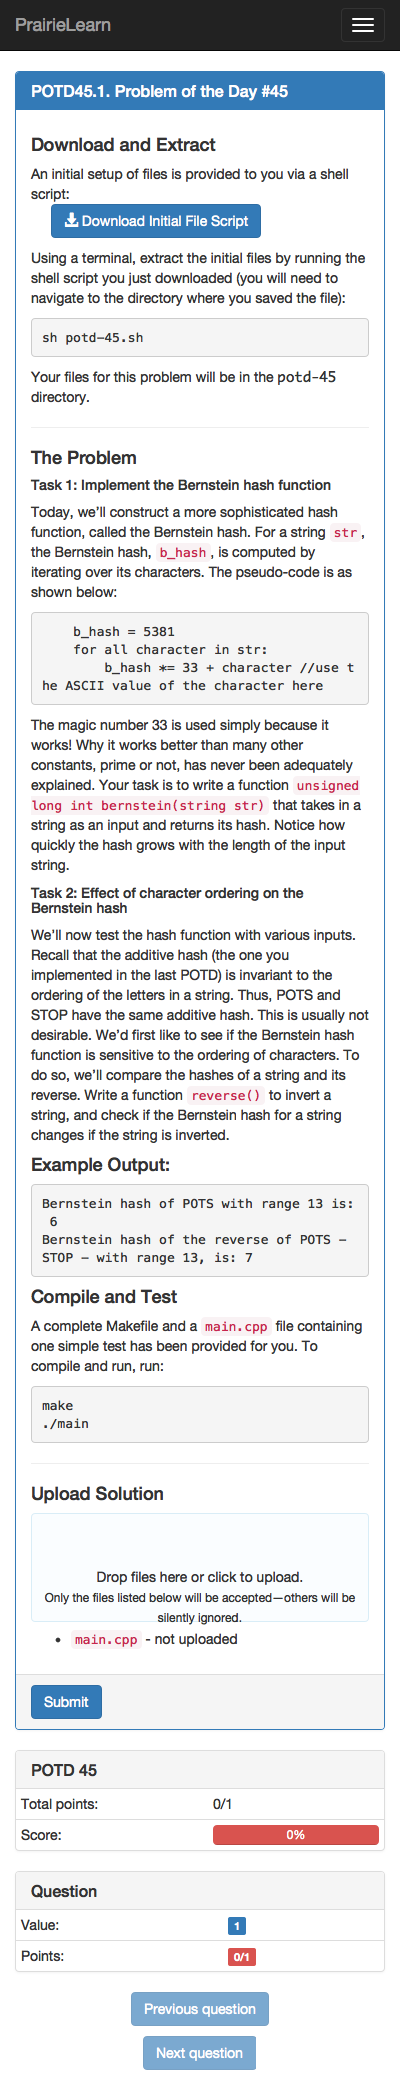 PrairieLearn
POTD45.1. Problem of the Day #45
Download and Extract
An initial setup of files is provided to you via a shell
script:
Download Initial File Script
Using a terminal, extract the initial files by running the
shell script you just downloaded (you will need to
navigate to the directory where you saved the file):
sh potd-45.sh
Your files for this problem will be in the potd-45
directory.
The Problem
Task 1: Implement the Bernstein hash function
Today, we'll construct a more sophisticated hash
function, called the Bernstein hash. For a string str,
the Bernstein hash, b_hash, is computed by
iterating over its characters. The pseudo-code is as
shown below:
b_hash = 5381
for all character in str:
b_hash *= 33 + character //use t
he ASCII value of the character here
The magic number 33 is used simply because it
works! Why it works better than many other
constants, prime or not, has never been adequately
explained. Your task is to write a function unsigned
long int bernstein(string str) that takes in a
string as an input and returns its hash. Notice how
quickly the hash grows with the length of the input
string.
Task 2: Effect of character ordering on the
Bernstein hash
We'll now test the hash function with various inputs.
Recall that the additive hash (the one you
implemented in the last POTD) is invariant to the
ordering of the letters in a string. Thus, POTS and
STOP have the same additive hash. This is usually not
desirable. We'd first like to see if the Bernstein hash
function is sensitive to the ordering of characters. To
do so, we'll compare the hashes of a string and its
reverse. Write a function reverse() to invert a
string, and check if the Bernstein hash for a string
changes if the string is inverted.
Example Output:
Bernstein hash of POTS with range 13 is:
6
Bernstein hash of the reverse of POTS -
STOP - with range 13, is: 7
Compile and Test
A complete Makefile and a main.cpp file containing
one simple test has been provided for you. To
compile and run, run:
make
./main
Upload Solution
Drop files here or click to upload.
Only the files listed below will be accepted—others will be
silently ignored.
• main.cpp - not uploaded
Submit
POTD 45
Total points: 0/1
Score: 0%
Question
Value: 1
Points: 0/1
Previous question
Next question